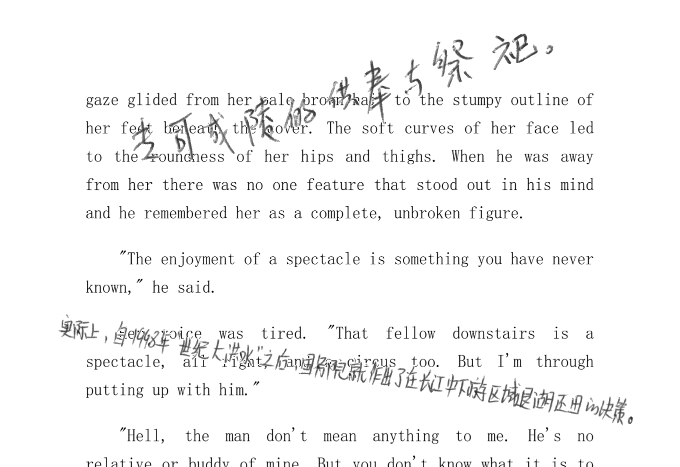 去可成陵的供奉与祭祀。
gaze glided from her pale brown hair to the stumpy outline of
her feet beneath the cover. The soft curves of her face led
to the roundness of her hips and thighs. When he was away
from her there was no one feature that stood out in his mind
and he remembered her as a complete, unbroken figure.
"The enjoyment of a spectacle is something you have never
known," he said.
Her voice was tired. "That fellow downstairs is a
实际上,自1998年"世纪大洪水"之后,国务院就作出了在长江中下游区域退湖还田的决策。
spectacle, all right, and a circus too. But I'm through
putting up with him."
"Hell, the man don't mean anything to me. He's no
relative or buddy of mine. But you don't know what it is to